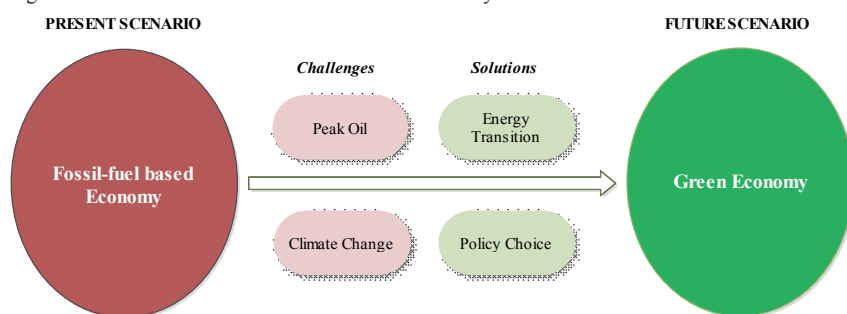 PRESENT SCENARIO
FUTURE SCENARIO
Challenges
Solutions
Peak Oil
Energy
Transition
Fossil-fuel based
Economy
Green Economy
Climate Change
Policy Choice